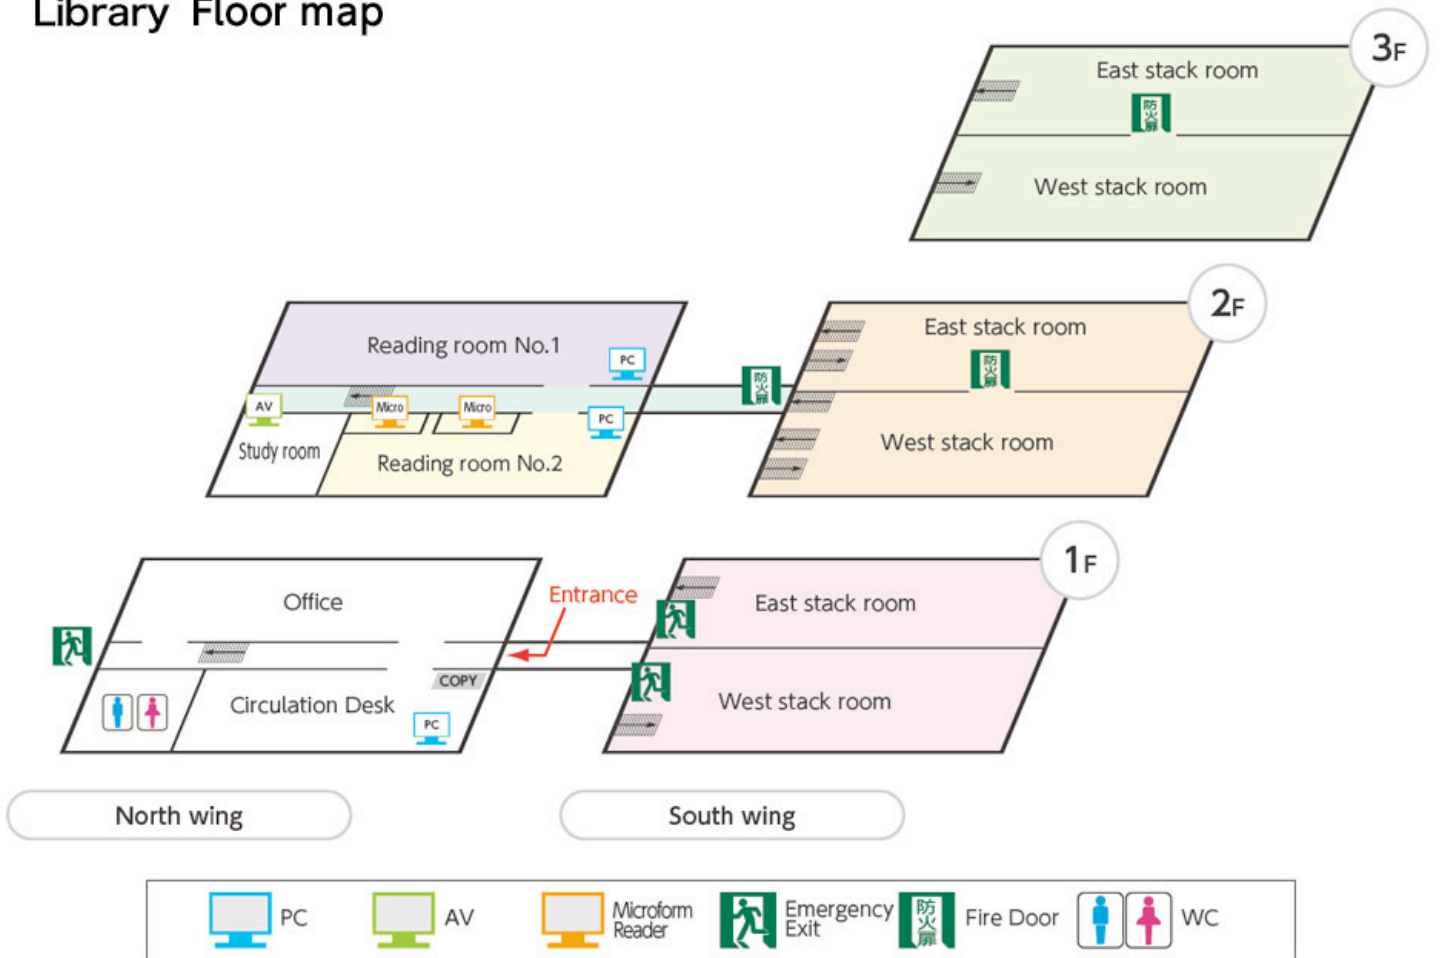 Library Floor map
3F
East stack room
防火扉
West stack room
2F
Reading room No.1
PC
防火扉
East stack room
防火扉
AV
Micro
Micro
PC
Study room
Reading room No.2
West stack room
1F
Office
Entrance
East stack room
COPY
Circulation Desk
PC
West stack room
North wing
South wing
PC
AV
Microform
Reader
Emergency
Exit
防火扉
Fire Door
WC